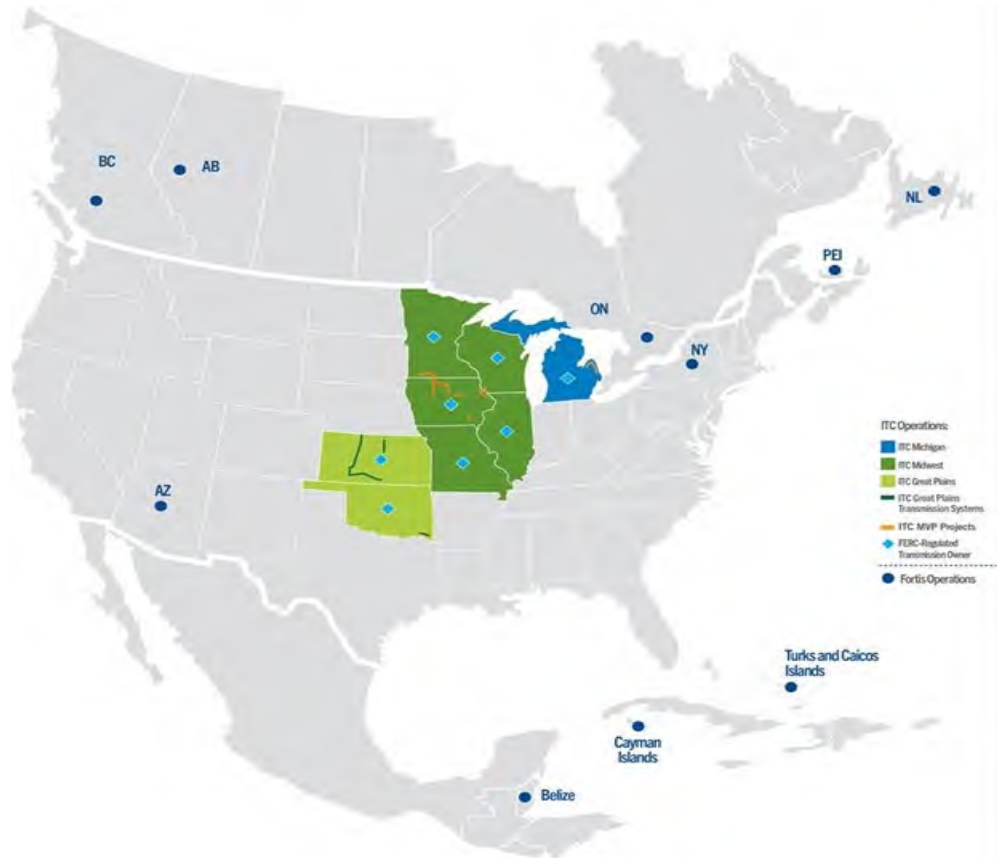 BC
AB
NL
PEI
ON
NY
AZ
ITC Operations:
ITC Michigan
ITC Midwest
ITC Great Plains
ITC Great Plains
Transmission Systems
ITC MVP Projects
FERC-Regulated
Transmission Owner
Fortis Operations
Turks and Caicos
Islands
Cayman
Islands
Belize